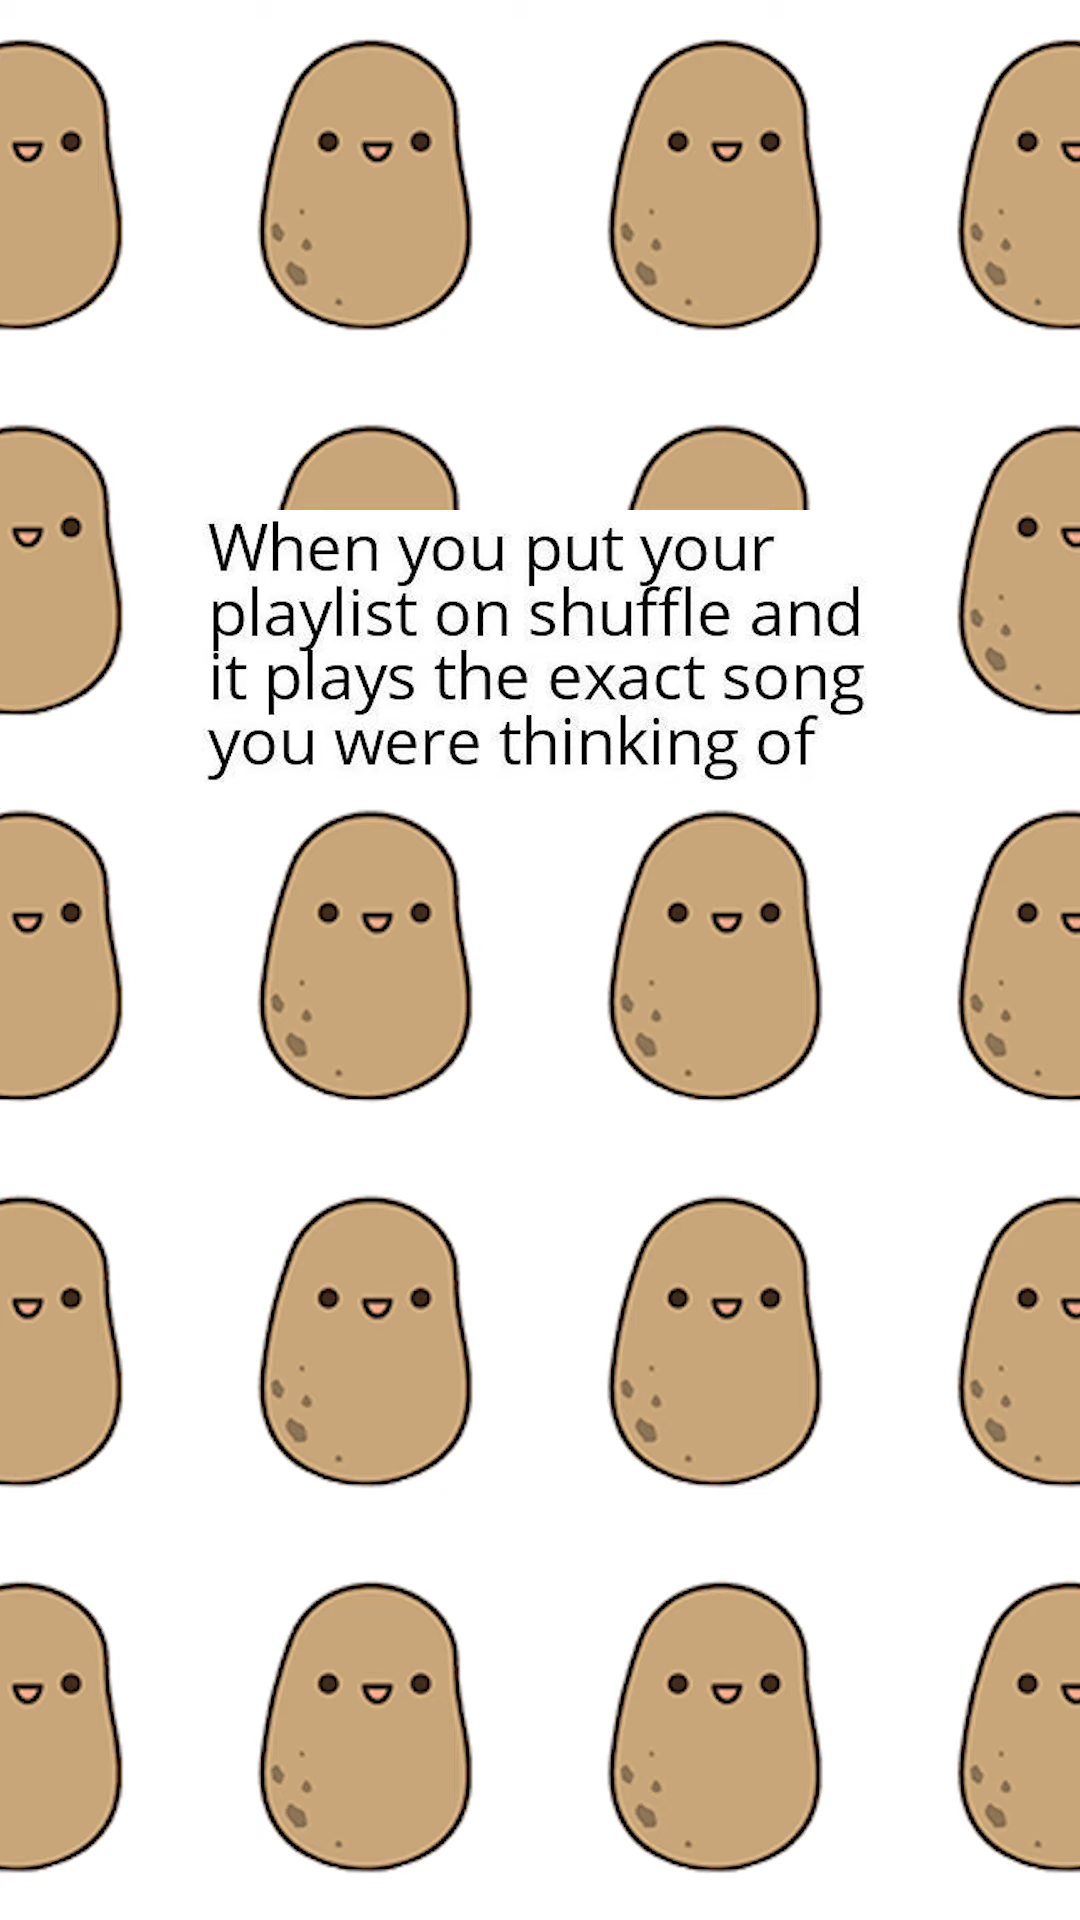 When you put your
playlist on shuffle and
it plays the exact song
you were thinking of